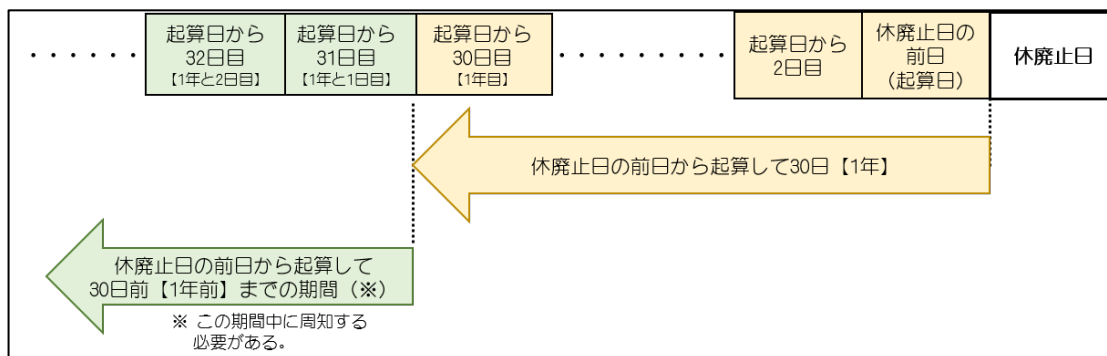 ・・・・・・
起算日から
32日目
【1年と2日目】
起算日から
31日目
【1年と1日目】
起算日から
30日目
【1年目】
・・・・・・・・・
起算日から
2日目
休廃止日の
前日
（起算日）
休廃止日
休廃止日の前日から起算して30日【1年】
休廃止日の前日から起算して
30日前【1年前】までの期間（※）
※ この期間中に周知する
必要がある。